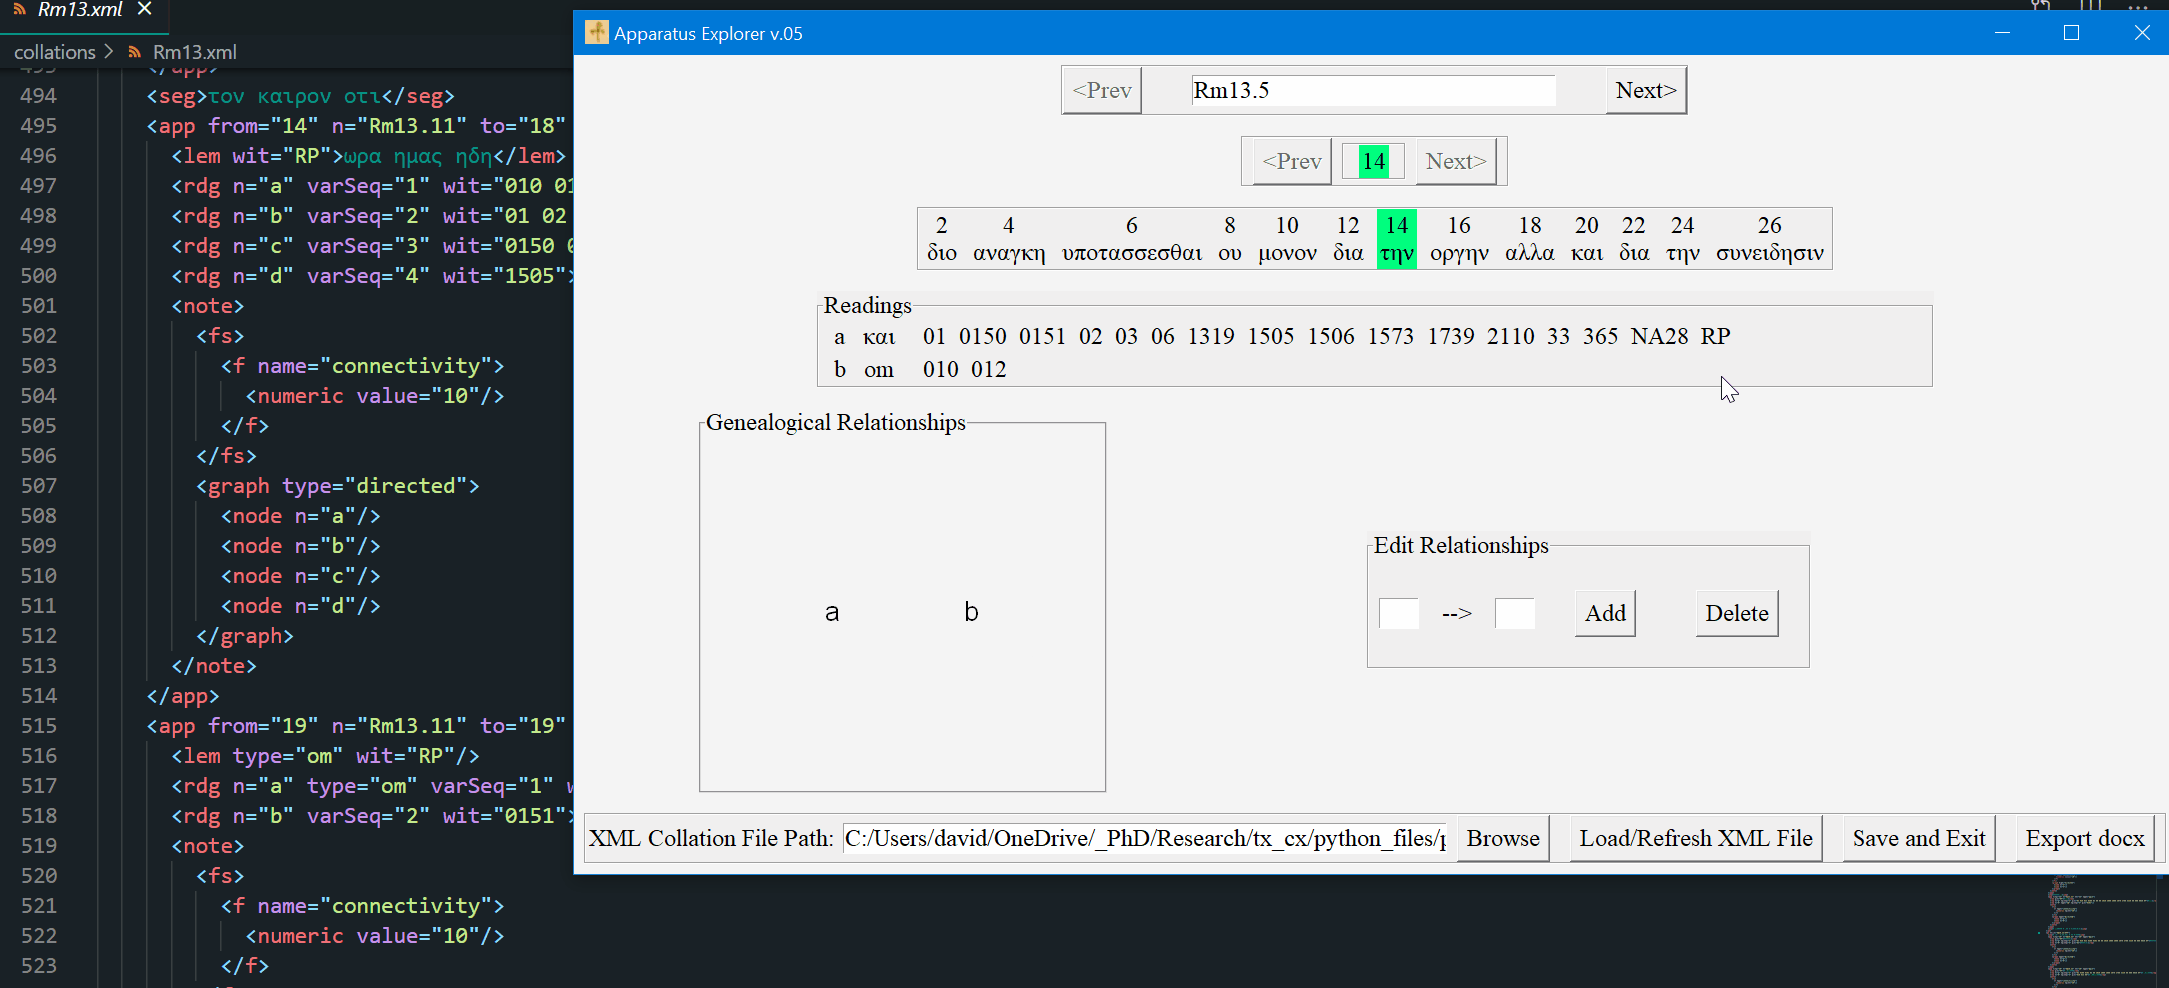 Rm13.xml
collations > Rm13.xml
494 <seg>τον καιρον οτι</seg>
495 <app from="14" n="Rm13.11" to="18"
496 <lem wit="RP">ωρα ημας ηδη</lem>
497 <rdg n="a" varSeq="1" wit="010 01
498 <rdg n="b" varSeq="2" wit="01 02
499 <rdg n="c" varSeq="3" wit="0150
500 <rdg n="d" varSeq="4" wit="1505">
501 <note>
502 <fs>
503 <f name="connectivity">
504 <numeric value="10"/>
505 </f>
506 </fs>
507 <graph type="directed">
508 <node n="a"/>
509 <node n="b"/>
510 <node n="c"/>
511 <node n="d"/>
512 </graph>
513 </note>
514 </app>
515 <app from="19" n="Rm13.11" to="19"
516 <lem type="om" wit="RP"/>
517 <rdg n="a" type="om" varSeq="1"
518 <rdg n="b" varSeq="2" wit="0151">
519 <note>
520 <fs>
521 <f name="connectivity">
522 <numeric value="10"/>
523 </f>
Apparatus Explorer v.05
<Prev Rm13.5 Next>
<Prev 14 Next>
2 4 6 8 10 12 14 16 18 20 22 24 26
διο αναγκη υποτασσεσθαι ου μονον δια την οργην αλλα και δια την συνειδησιν
Readings
a και 01 0150 0151 02 03 06 1319 1505 1506 1573 1739 2110 33 365 NA28 RP
b om 010 012
Genealogical Relationships
a b
Edit Relationships
--> Add Delete
XML Collation File Path: C:/Users/david/OneDrive/_PhD/Research/tx_cx/python_files/p Browse Load/Refresh XML File Save and Exit Export docx